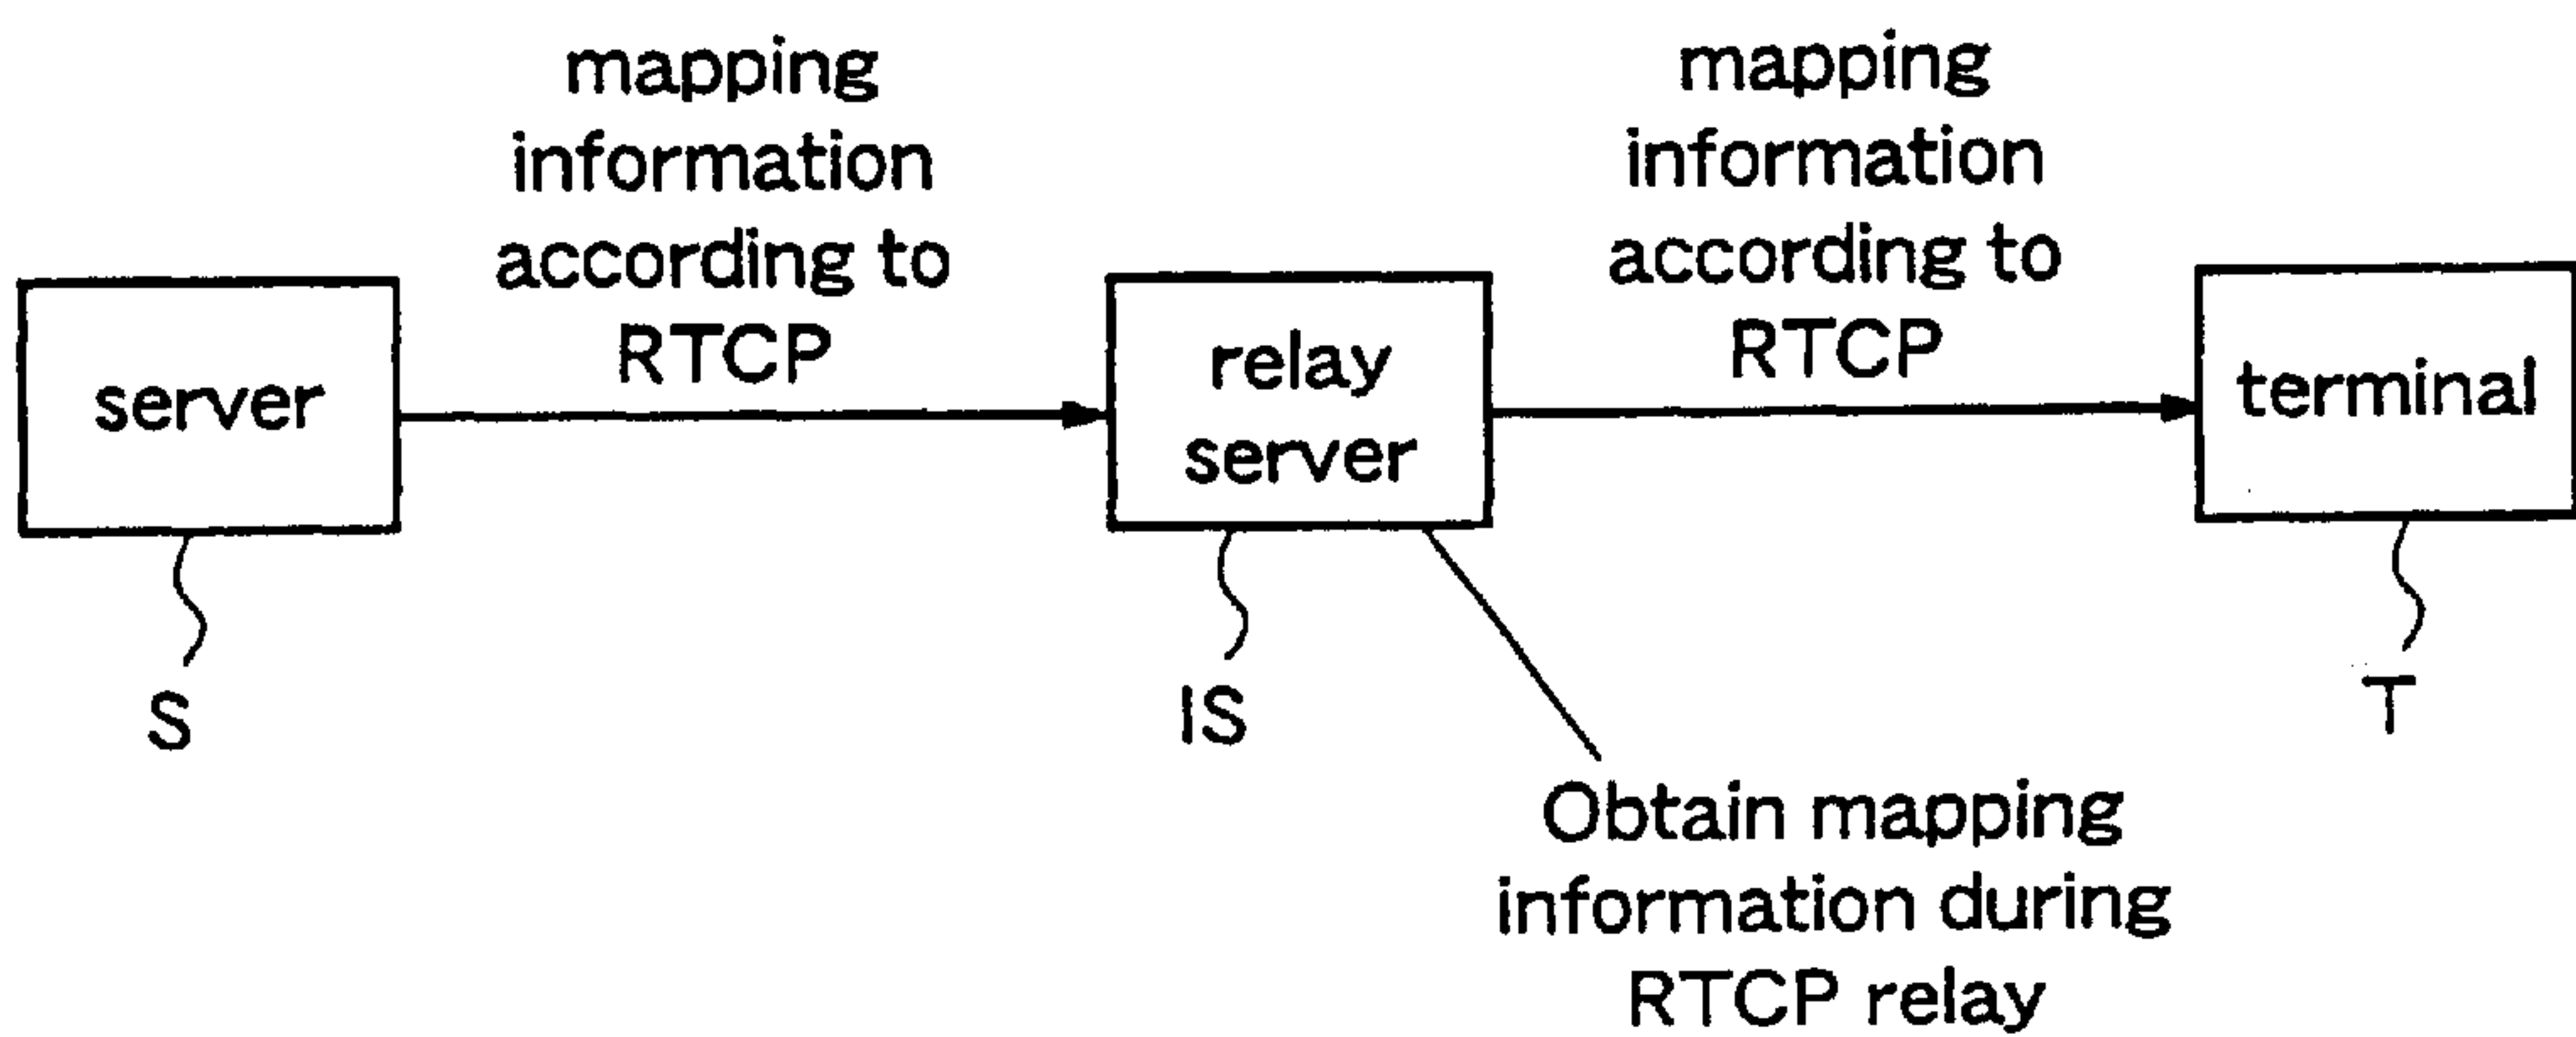 mapping
information
according to
RTCP
mapping
information
according to
RTCP
server
relay
server
terminal
S
IS
T
Obtain mapping
information during
RTCP relay